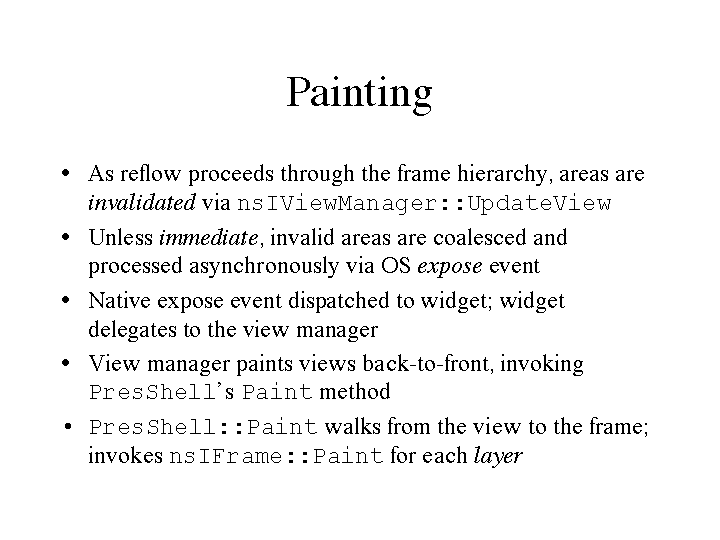 Painting
• As reflow proceeds through the frame hierarchy, areas are
invalidated via nsIViewManager::UpdateView
• Unless immediate, invalid areas are coalesced and
processed asynchronously via OS expose event
• Native expose event dispatched to widget; widget
delegates to the view manager
• View manager paints views back-to-front, invoking
PresShell’s Paint method
• PresShell::Paint walks from the view to the frame;
invokes nsIFrame::Paint for each layer